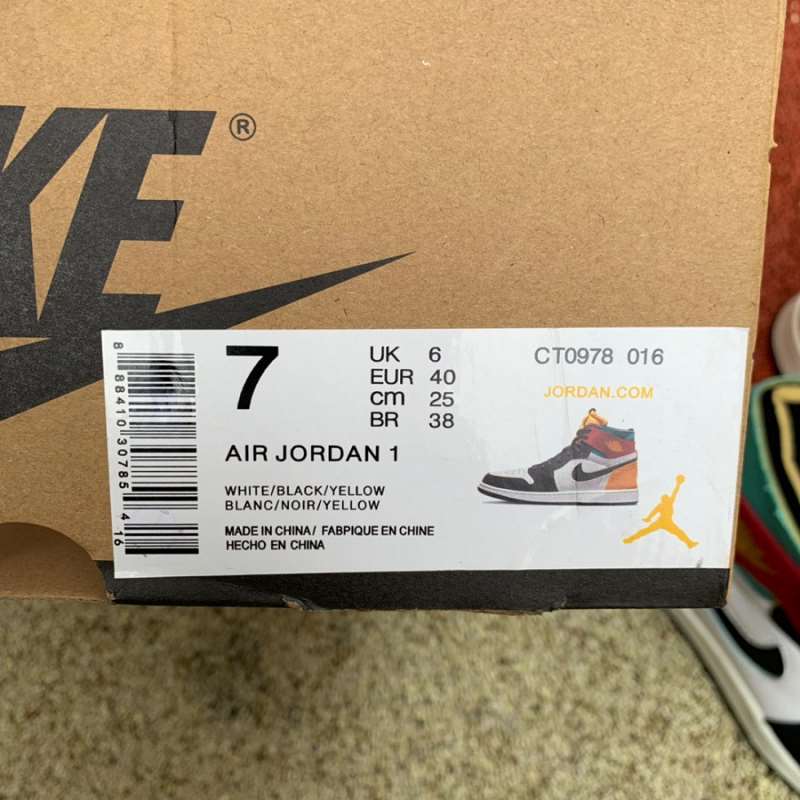 KE®
7
UK 6
EUR 40
cm 25
BR 38
CT0978 016
JORDAN.COM
AIR JORDAN 1
WHITE/BLACK/YELLOW
BLANC/NOIR/YELLOW
MADE IN CHINA/ FABPIQUE EN CHINE
HECHO EN CHINA
8 88410 30785 4 16